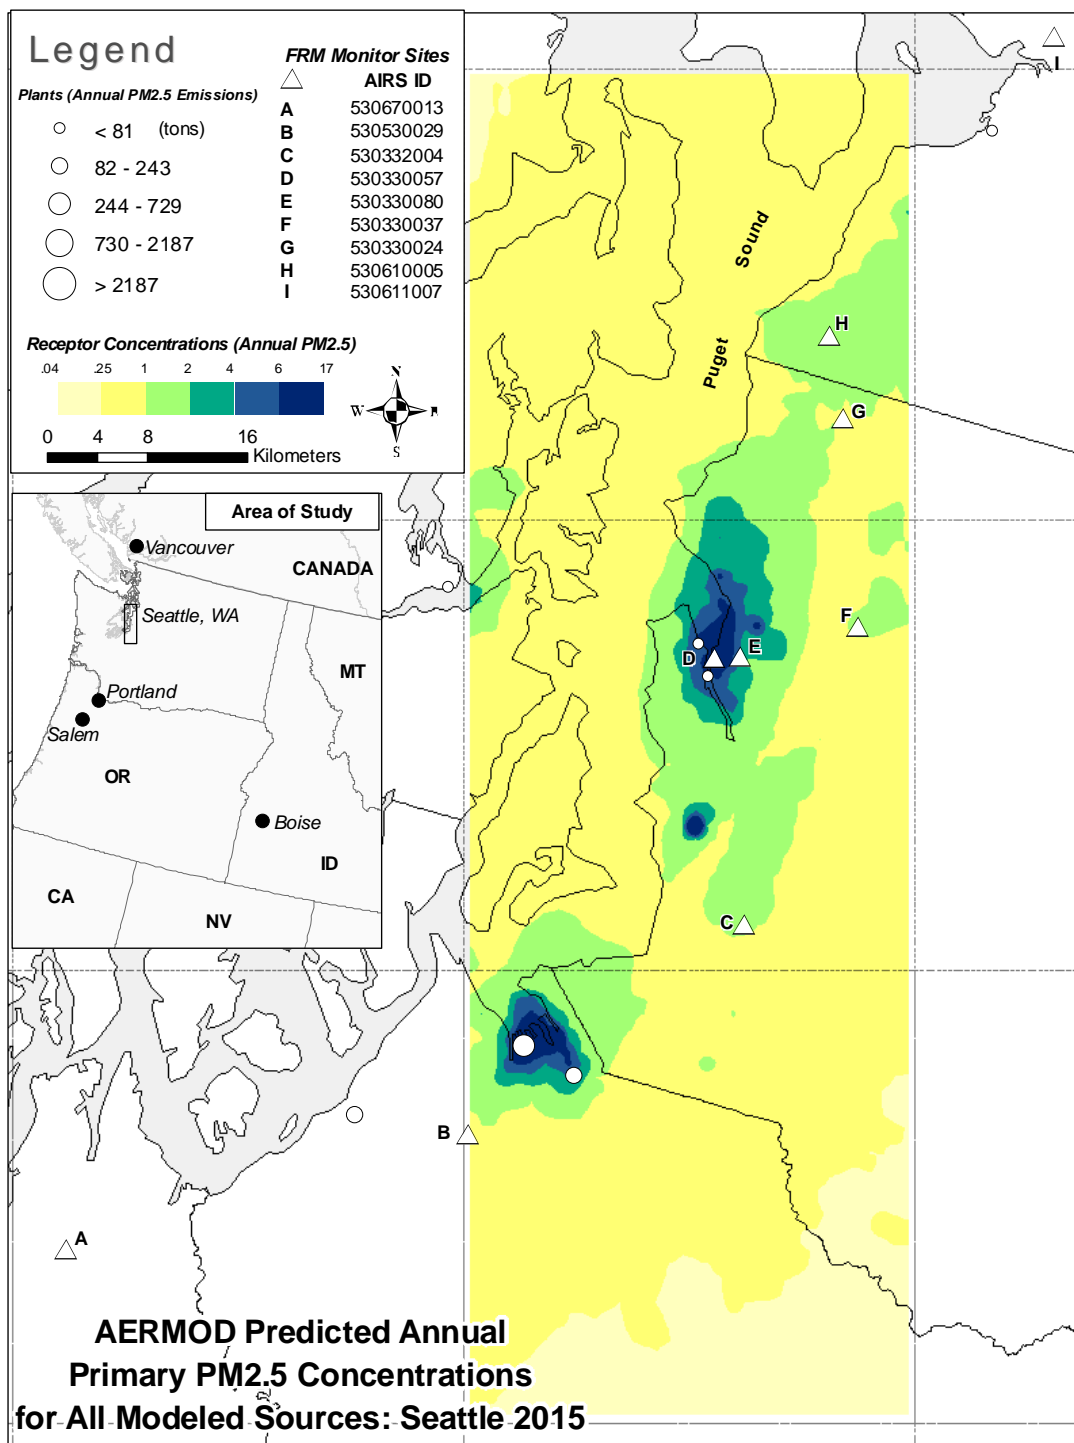 Legend
FRM Monitor Sites
AIRS ID
Plants (Annual PM2.5 Emissions)
< 81 (tons)
82 - 243
244 - 729
730 - 2187
> 2187
A 530670013
B 530530029
C 530332004
D 530330057
E 530330080
F 530330037
G 530330024
H 530610005
I 530611007
Receptor Concentrations (Annual PM2.5)
.04 .25 1 2 4 6 17
0 4 8 16
Kilometers
N
W
S
Area of Study
Vancouver
CANADA
Seattle, WA
MT
Portland
Salem
OR
Boise
ID
CA
NV
I
Sound
Puget
H
G
F
D
E
C
B
A
AERMOD Predicted Annual
Primary PM2.5 Concentrations
for All Modeled Sources: Seattle 2015